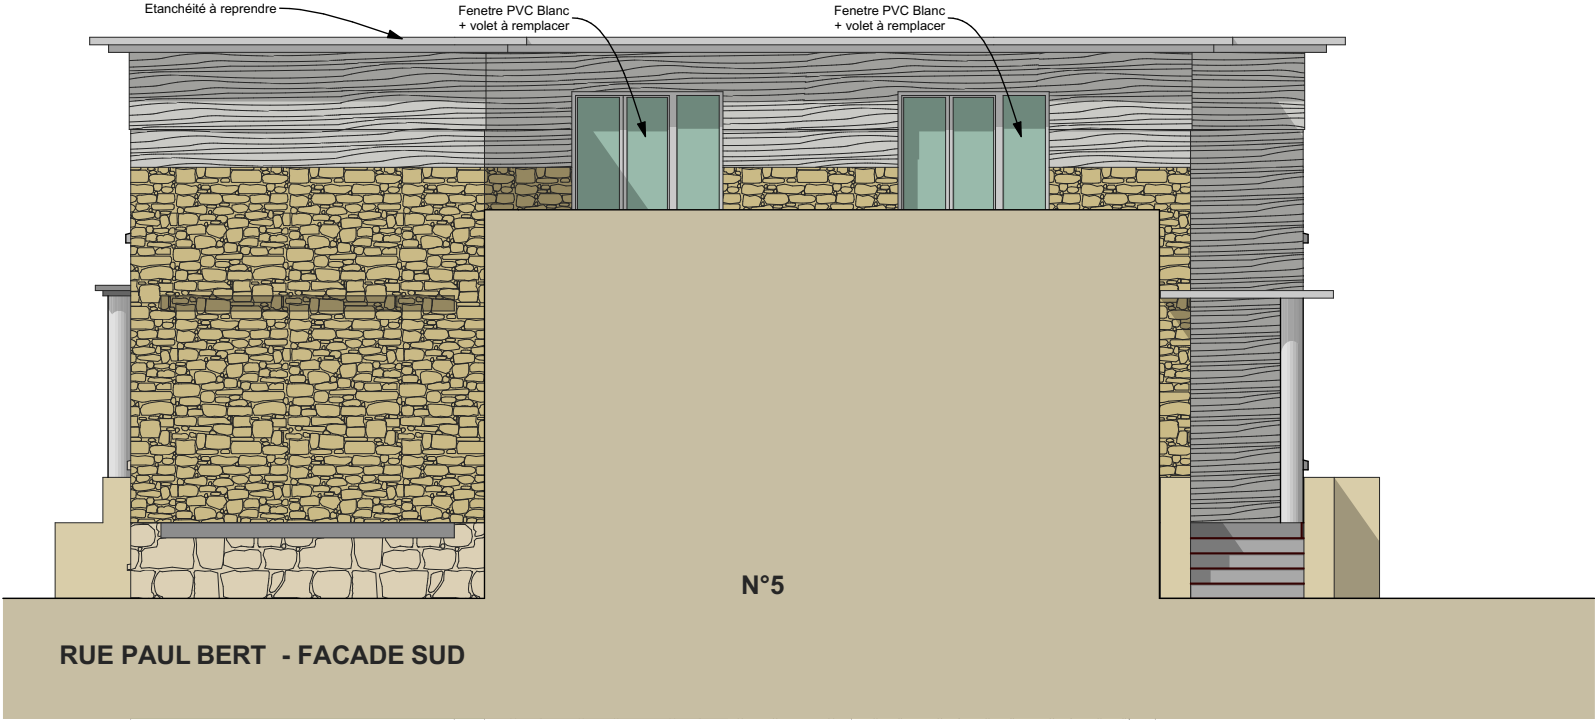 Etanchéité à reprendre
Fenetre PVC Blanc
+ volet à remplacer
Fenetre PVC Blanc
+ volet à remplacer
N°5
RUE PAUL BERT - FACADE SUD